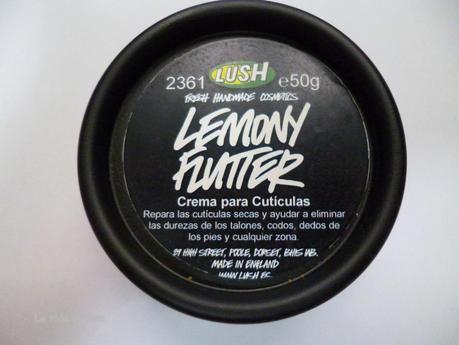 2361 LUSH e50g
FRESH HANDMADE COSMETICS
LEMONY
FLUTTER
Crema para Cutículas
Repara las cutículas secas y ayudar a eliminar
las durezas de los talones, codos, dedos de
los pies y cualquier zona.
29 HIGH STREET, POOLE, DORSET, BH15 1AB.
MADE IN ENGLAND
WWW.LUSH.ES